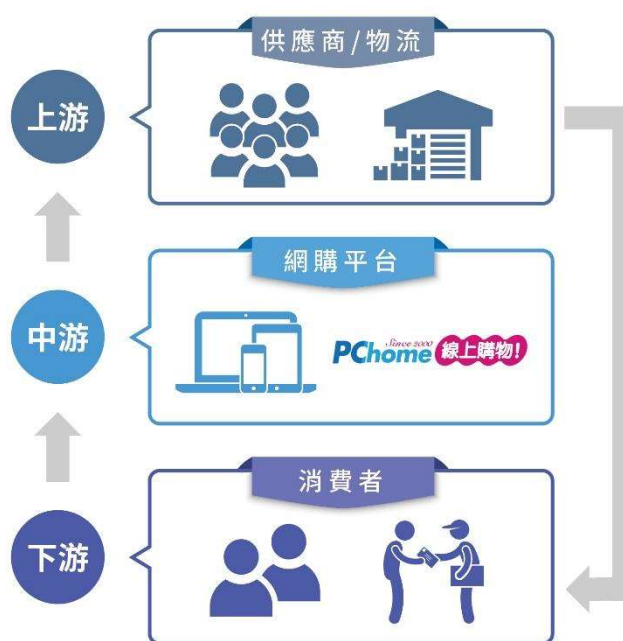 供應商/物流
上游
網購平台
中游
Since 2000
PChome 線上購物!
消費者
下游